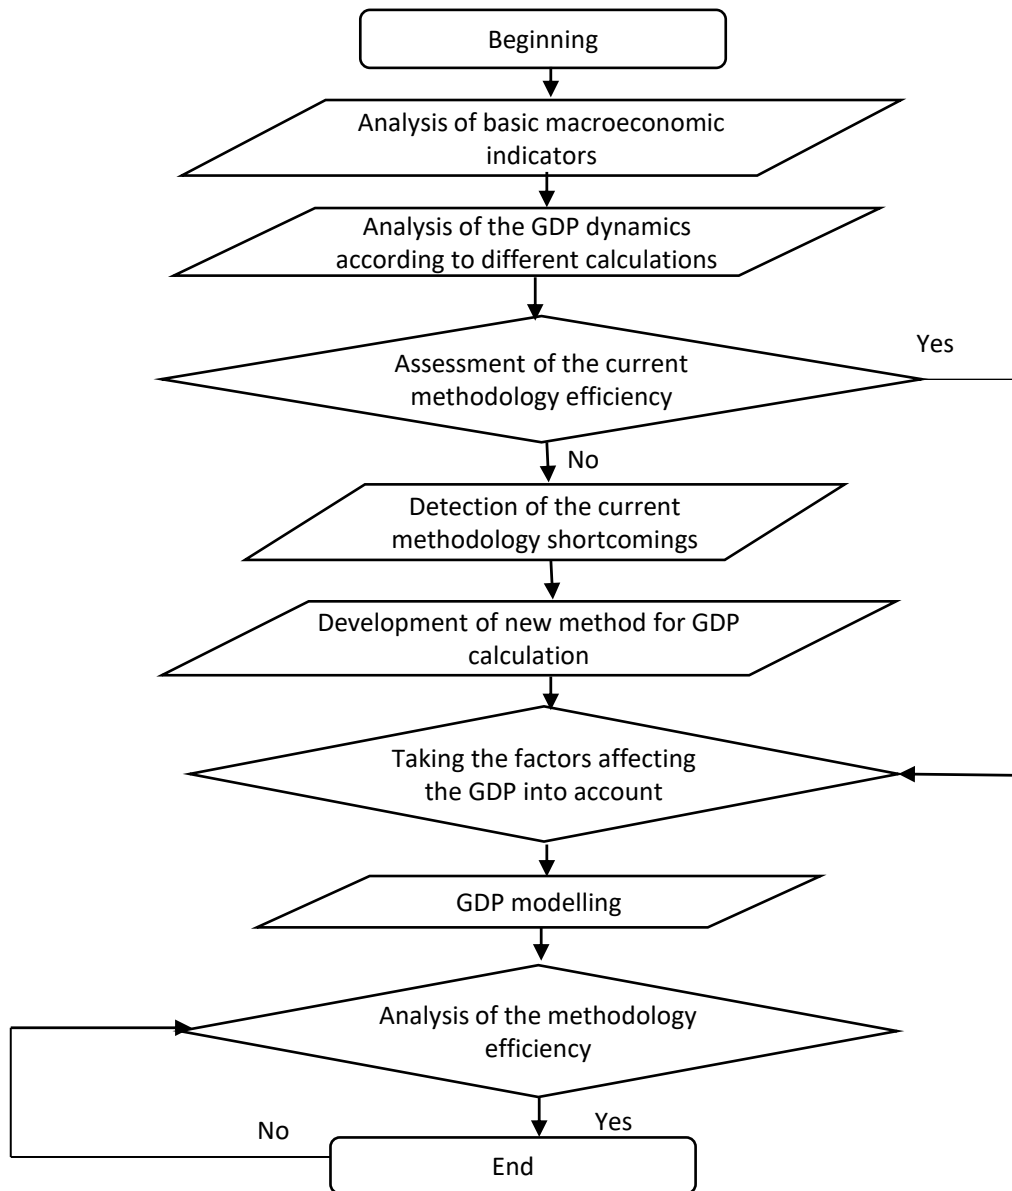 Beginning
Analysis of basic macroeconomic
indicators
Analysis of the GDP dynamics
according to different calculations
Yes
Assessment of the current
methodology efficiency
No
Detection of the current
methodology shortcomings
Development of new method for GDP
calculation
Taking the factors affecting
the GDP into account
GDP modelling
Analysis of the methodology
efficiency
No
Yes
End